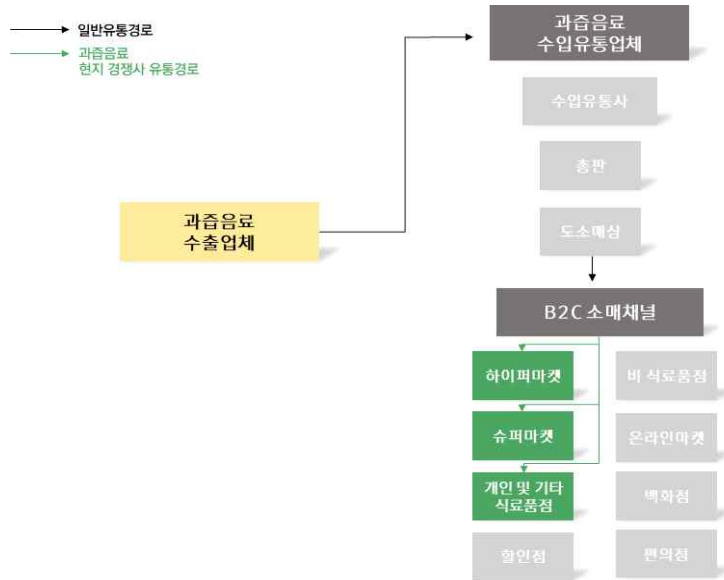 일반유통경로
과즙음료
현지 경쟁사 유통경로
과즙음료
수출업체
과즙음료
수입유통업체
수입유통사
총판
도소매상
B2C 소매채널
하이퍼마켓
비 식료품점
슈퍼마켓
온라인마켓
개인 및 기타
식료품점
백화점
할인점
편의점